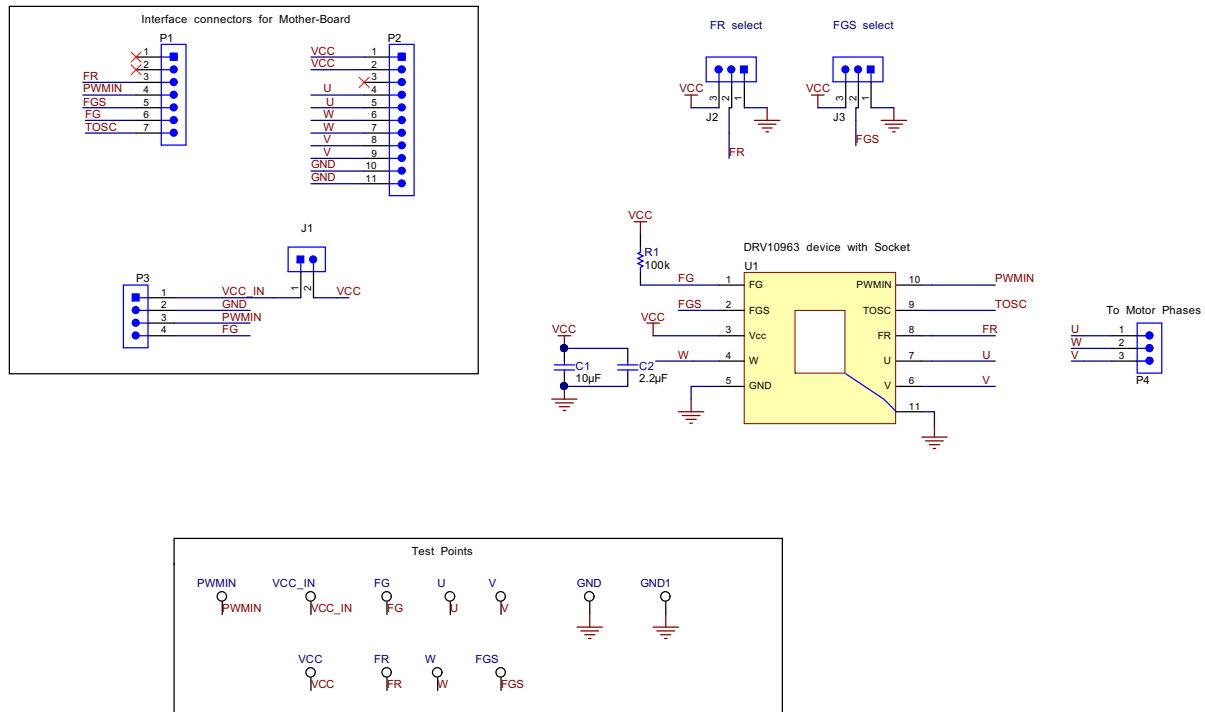 Interface connectors for Mother-Board
P1
1
2
FR 3
PWMIN 4
FGS 5
FG 6
TOSC 7
P2
VCC 1
VCC 2
3
U 4
U 5
W 6
W 7
V 8
V 9
GND 10
GND 11
J1
1 2
VCC
P3
1 VCC_IN
2 GND
3 PWMIN
4 FG
FR select
VCC
3 2 1
J2
FR
FGS select
VCC
3 2 1
J3
FGS
VCC
R1
100k
DRV10963 device with Socket
U1
FG 1 FG
FGS 2 FGS
VCC 3 Vcc
W 4 W
5 GND
PWMIN 10 PWMIN
TOSC 9 TOSC
FR 8 FR
U 7 U
V 6 V
11
VCC
C1
10µF
C2
2.2µF
To Motor Phases
U 1
W 2
V 3
P4
Test Points
PWMIN VCC_IN FG U V GND GND1
PWMIN VCC_IN FG U V
VCC FR W FGS
VCC FR W FGS